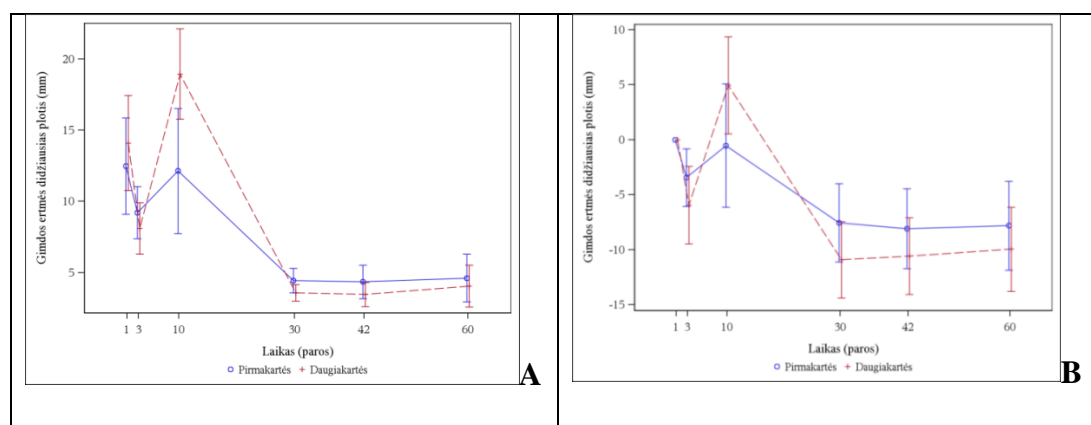 Gimdos ertmės didžiausias plotis (mm)
20
15
10
5
1 3 10 30 42 60
Laikas (paros)
Pirmakartės + Daugiakartės
A
Gimdos ertmės didžiausias plotis (mm)
10
5
0
-5
-10
-15
1 3 10 30 42 60
Laikas (paros)
Pirmakartės + Daugiakartės
B